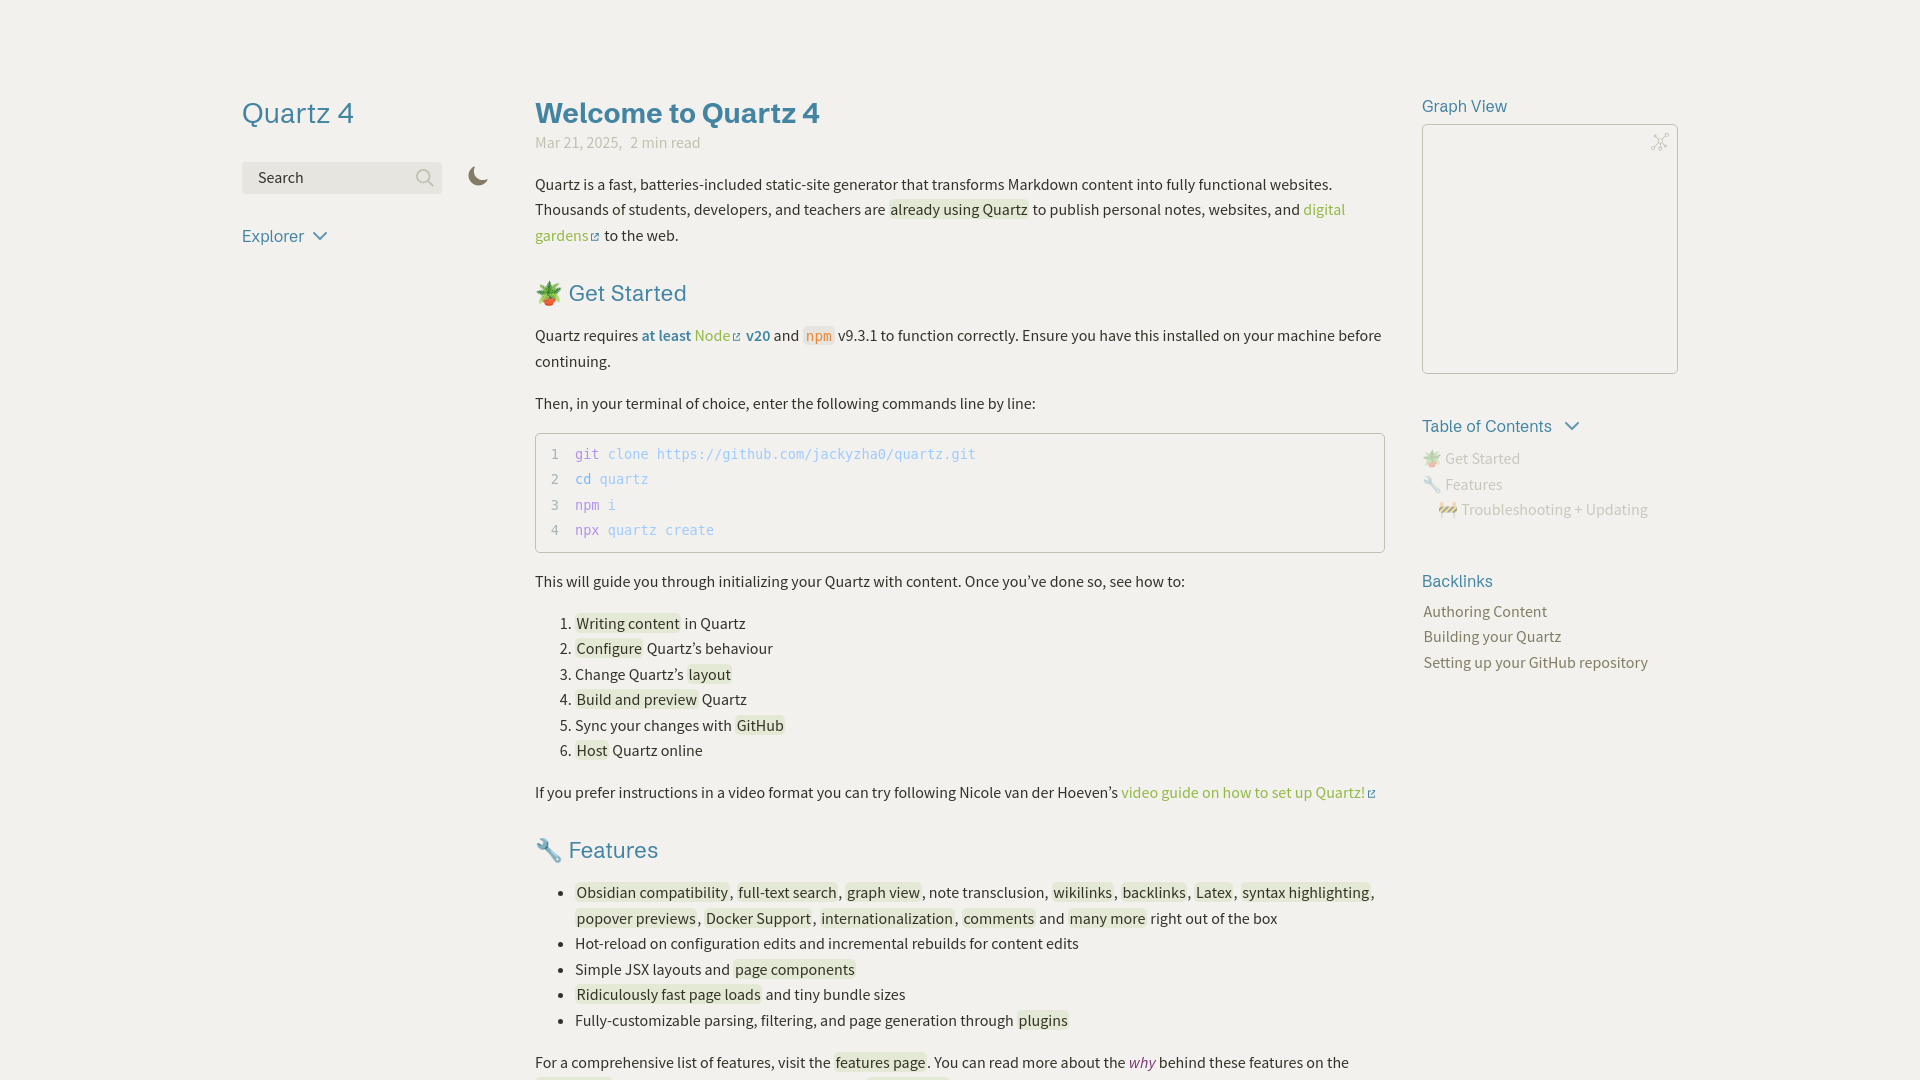 Quartz 4
Search
Explorer
Welcome to Quartz 4
Mar 21, 2025, 2 min read
Quartz is a fast, batteries-included static-site generator that transforms Markdown content into fully functional websites.
Thousands of students, developers, and teachers are already using Quartz to publish personal notes, websites, and digital
gardens to the web.
🪴 Get Started
Quartz requires at least Node v20 and npm v9.3.1 to function correctly. Ensure you have this installed on your machine before
continuing.
Then, in your terminal of choice, enter the following commands line by line:
1 git clone https://github.com/jackyzha0/quartz.git
2 cd quartz
3 npm i
4 npx quartz create
This will guide you through initializing your Quartz with content. Once you’ve done so, see how to:
1. Writing content in Quartz
2. Configure Quartz’s behaviour
3. Change Quartz’s layout
4. Build and preview Quartz
5. Sync your changes with GitHub
6. Host Quartz online
If you prefer instructions in a video format you can try following Nicole van der Hoeven’s video guide on how to set up Quartz!
🔧 Features
• Obsidian compatibility, full-text search, graph view, note transclusion, wikilinks, backlinks, Latex, syntax highlighting,
popover previews, Docker Support, internationalization, comments and many more right out of the box
• Hot-reload on configuration edits and incremental rebuilds for content edits
• Simple JSX layouts and page components
• Ridiculously fast page loads and tiny bundle sizes
• Fully-customizable parsing, filtering, and page generation through plugins
For a comprehensive list of features, visit the features page. You can read more about the why behind these features on the
Graph View
Table of Contents
🪴 Get Started
🔧 Features
🚧 Troubleshooting + Updating
Backlinks
Authoring Content
Building your Quartz
Setting up your GitHub repository